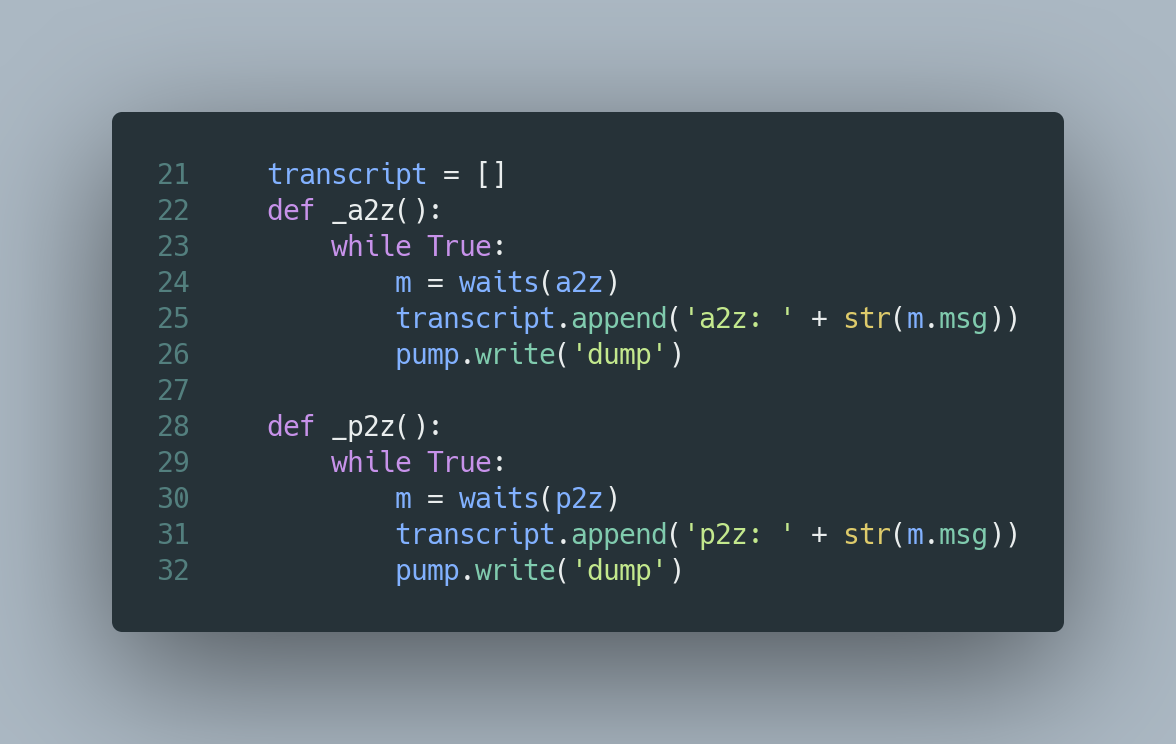 21    transcript = []
22    def _a2z():
23        while True:
24            m = waits(a2z)
25            transcript.append('a2z: ' + str(m.msg))
26            pump.write('dump')
27
28    def _p2z():
29        while True:
30            m = waits(p2z)
31            transcript.append('p2z: ' + str(m.msg))
32            pump.write('dump')